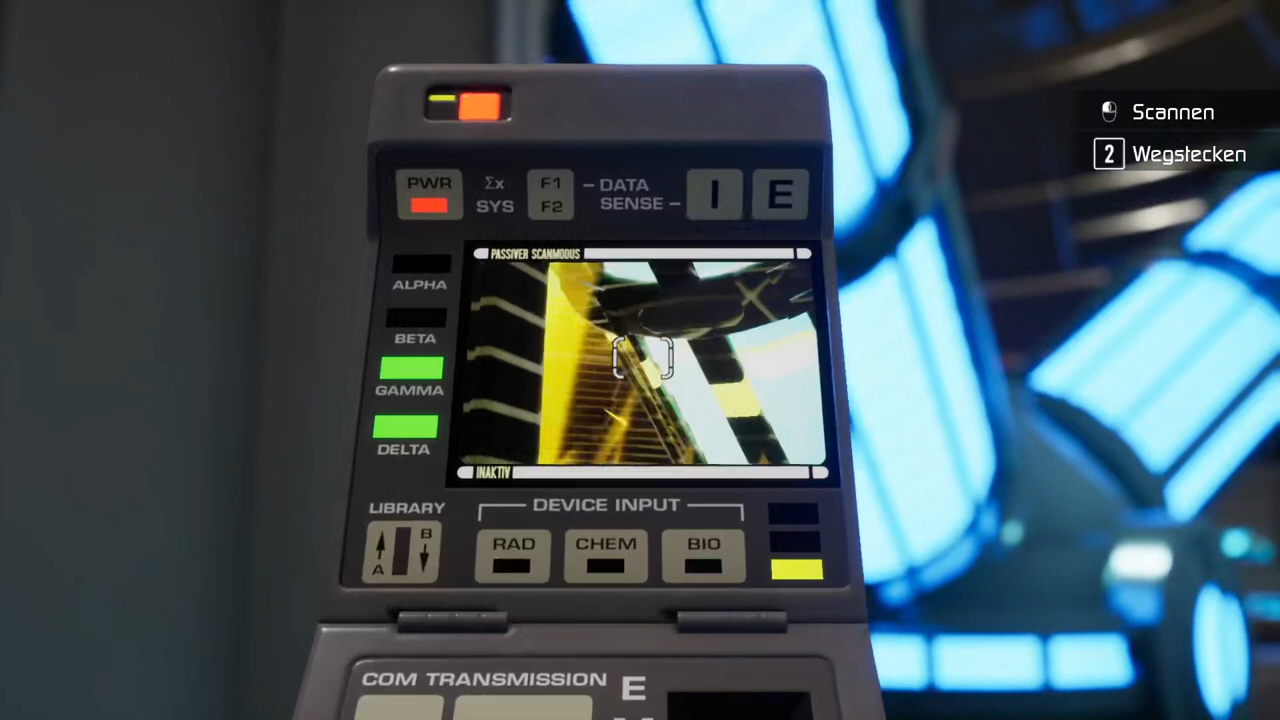 Scannen
2 Wegstecken
PWR
Σx
SYS
F1
F2
DATA
SENSE
I
E
PASSIVER SCANMODUS
ALPHA
BETA
GAMMA
DELTA
INAKTIV
LIBRARY
A
B
DEVICE INPUT
RAD
CHEM
BIO
COM TRANSMISSION
E